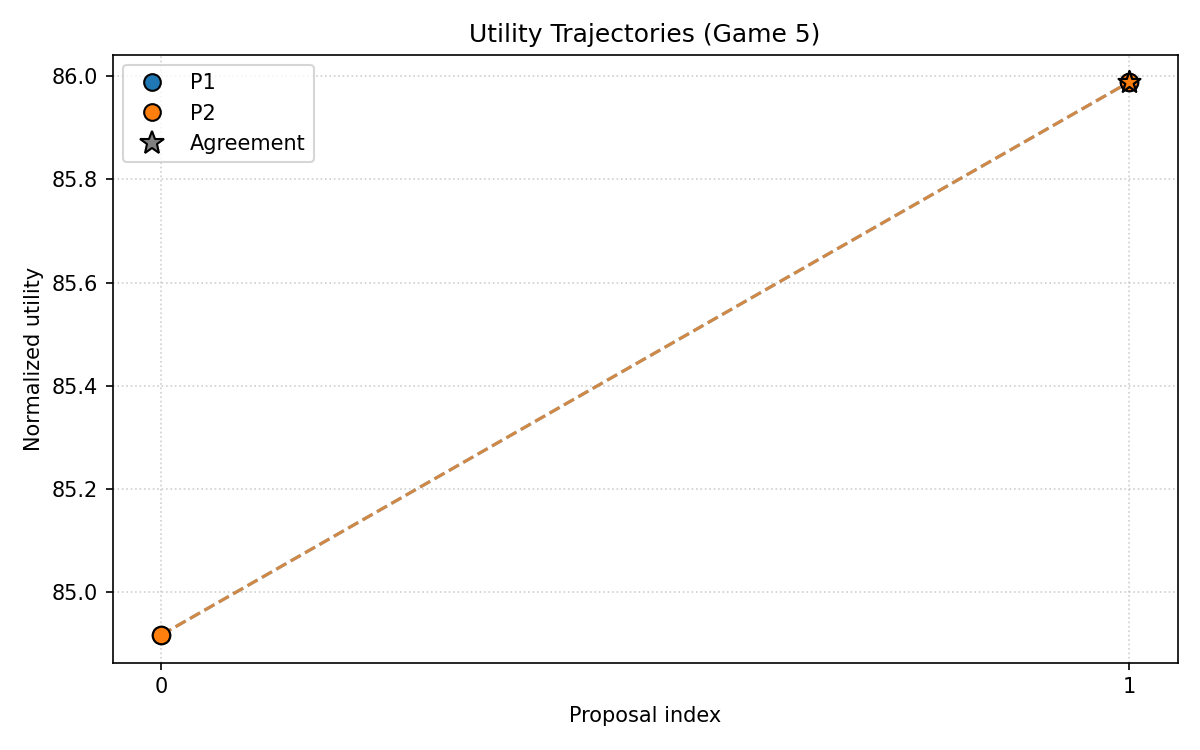 Utility Trajectories (Game 5)
P1
P2
Agreement
86.0
85.8
85.6
85.4
85.2
85.0
Normalized utility
0
1
Proposal index